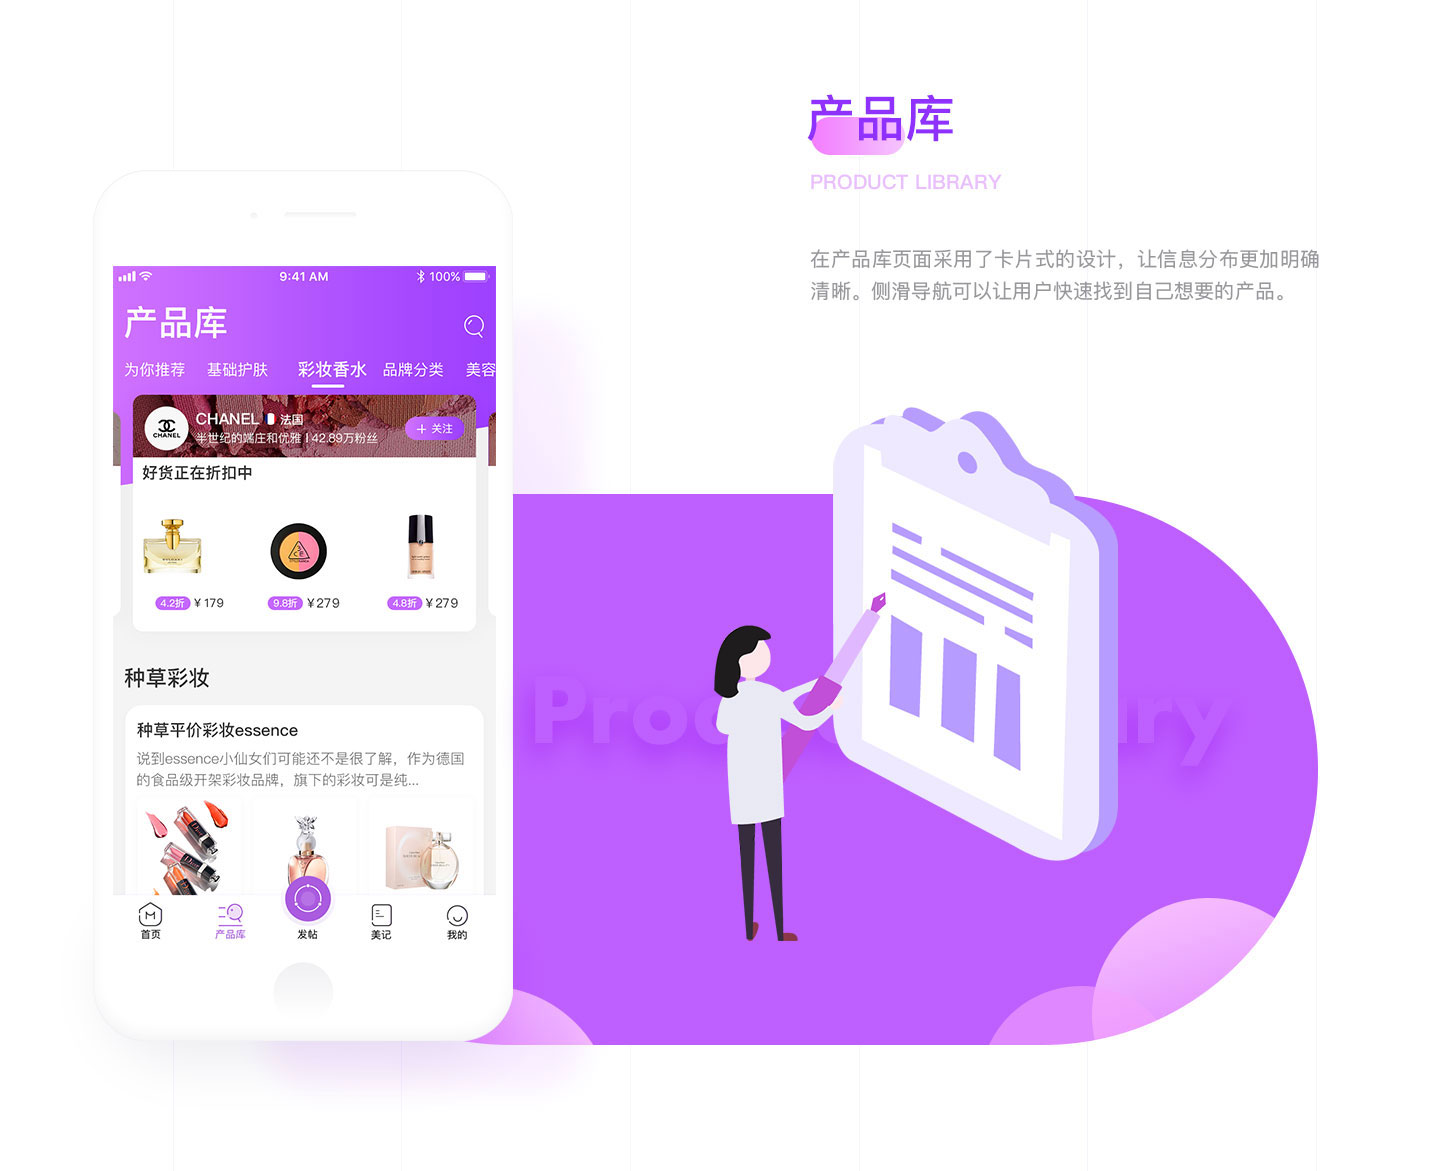 产品库
PRODUCT LIBRARY
在产品库页面采用了卡片式的设计，让信息分布更加明确
清晰。侧滑导航可以让用户快速找到自己想要的产品。
9:41 AM
100%
产品库
为你推荐 基础护肤 彩妆香水 品牌分类 美容
CHANEL
CHANEL 法国
半世纪的端庄和优雅 | 42.89万粉丝
+ 关注
好货正在折扣中
3CE
4.2折 ¥ 179
9.8折 ¥ 279
4.8折 ¥ 279
种草彩妆
种草平价彩妆essence
说到essence小仙女们可能还不是很了解，作为德国
的食品级开架彩妆品牌，旗下的彩妆可是纯...
首页 产品库 发帖 美记 我的